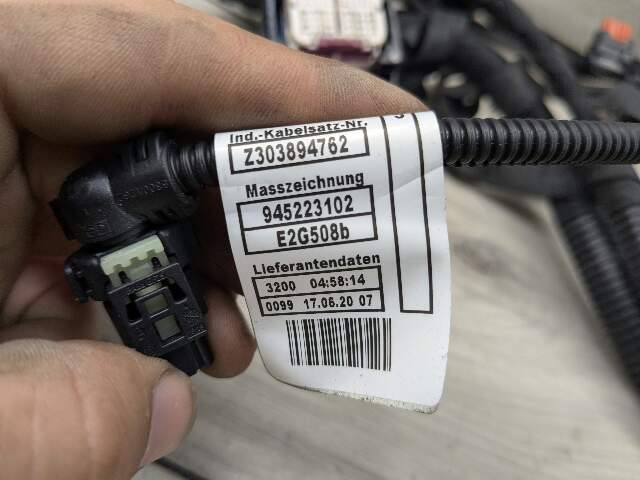 Ind.-Kabelsatz-Nr.
Z303894762
Masszeichnung
945223102
E2G508b
Lieferantendaten
3200 04:58:14
0099 17.06.20 07